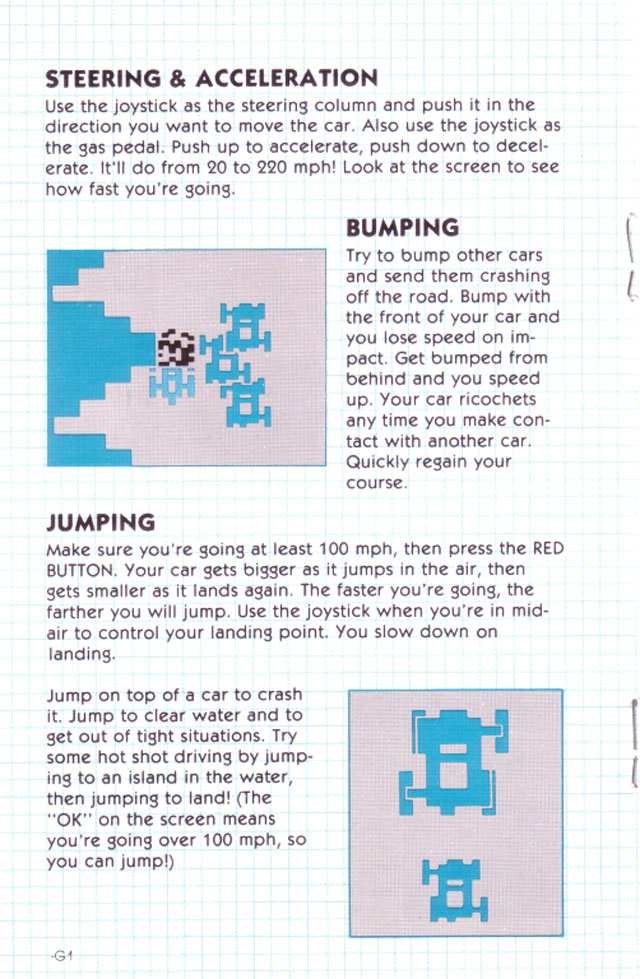 STEERING & ACCELERATION
Use the joystick as the steering column and push it in the
direction you want to move the car. Also use the joystick as
the gas pedal. Push up to accelerate, push down to decel-
erate. It'll do from 20 to 220 mph! Look at the screen to see
how fast you're going.
BUMPING
Try to bump other cars
and send them crashing
off the road. Bump with
the front of your car and
you lose speed on im-
pact. Get bumped from
behind and you speed
up. Your car ricochets
any time you make con-
tact with another car.
Quickly regain your
course.
JUMPING
Make sure you're going at least 100 mph, then press the RED
BUTTON. Your car gets bigger as it jumps in the air, then
gets smaller as it lands again. The faster you're going, the
farther you will jump. Use the joystick when you're in mid-
air to control your landing point. You slow down on
landing.
Jump on top of a car to crash
it. Jump to clear water and to
get out of tight situations. Try
some hot shot driving by jump-
ing to an island in the water,
then jumping to land! (The
"OK" on the screen means
you're going over 100 mph, so
you can jump!)
-G1